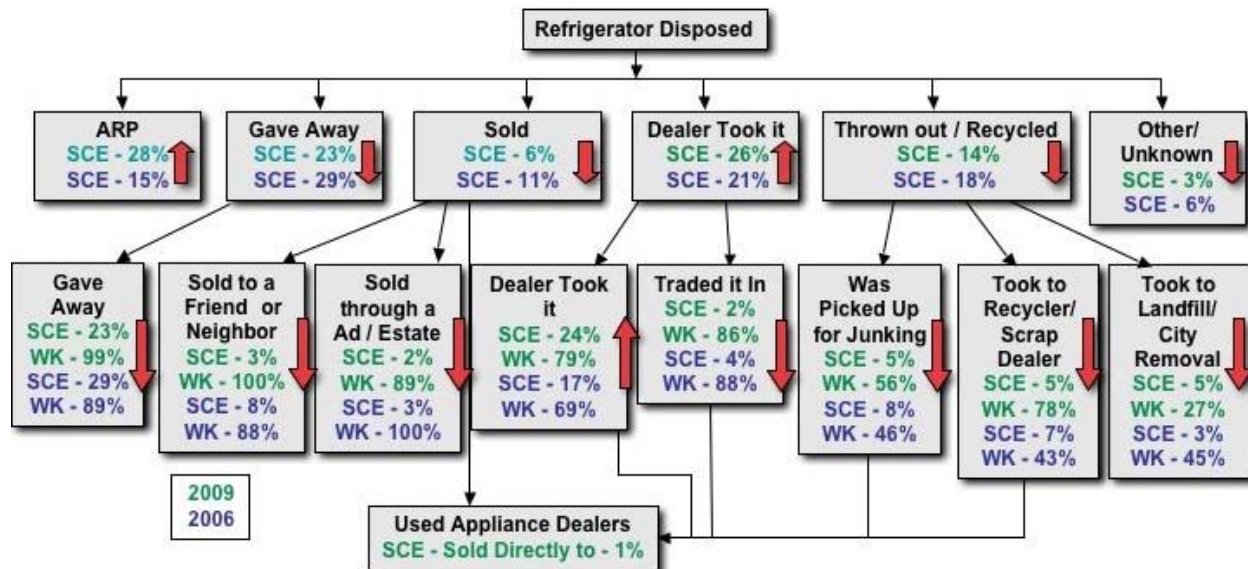 Refrigerator Disposed
ARP
SCE - 28%
SCE - 15%
Gave Away
SCE - 23%
SCE - 29%
Sold
SCE - 6%
SCE - 11%
Dealer Took it
SCE - 26%
SCE - 21%
Thrown out / Recycled
SCE - 14%
SCE - 18%
Other/
Unknown
SCE - 3%
SCE - 6%
Gave
Away
SCE - 23%
WK - 99%
SCE - 29%
WK - 89%
Sold to a
Friend or
Neighbor
SCE - 3%
WK - 100%
SCE - 8%
WK - 88%
Sold
through a
Ad / Estate
SCE - 2%
WK - 89%
SCE - 3%
WK - 100%
Dealer Took
it
SCE - 24%
WK - 79%
SCE - 17%
WK - 69%
Traded it In
SCE - 2%
WK - 86%
SCE - 4%
WK - 88%
Was
Picked Up
for Junking
SCE - 5%
WK - 56%
SCE - 8%
WK - 46%
Took to
Recycler/
Scrap
Dealer
SCE - 5%
WK - 78%
SCE - 7%
WK - 43%
Took to
Landfill/
City
Removal
SCE - 5%
WK - 27%
SCE - 3%
WK - 45%
2009
2006
Used Appliance Dealers
SCE - Sold Directly to - 1%